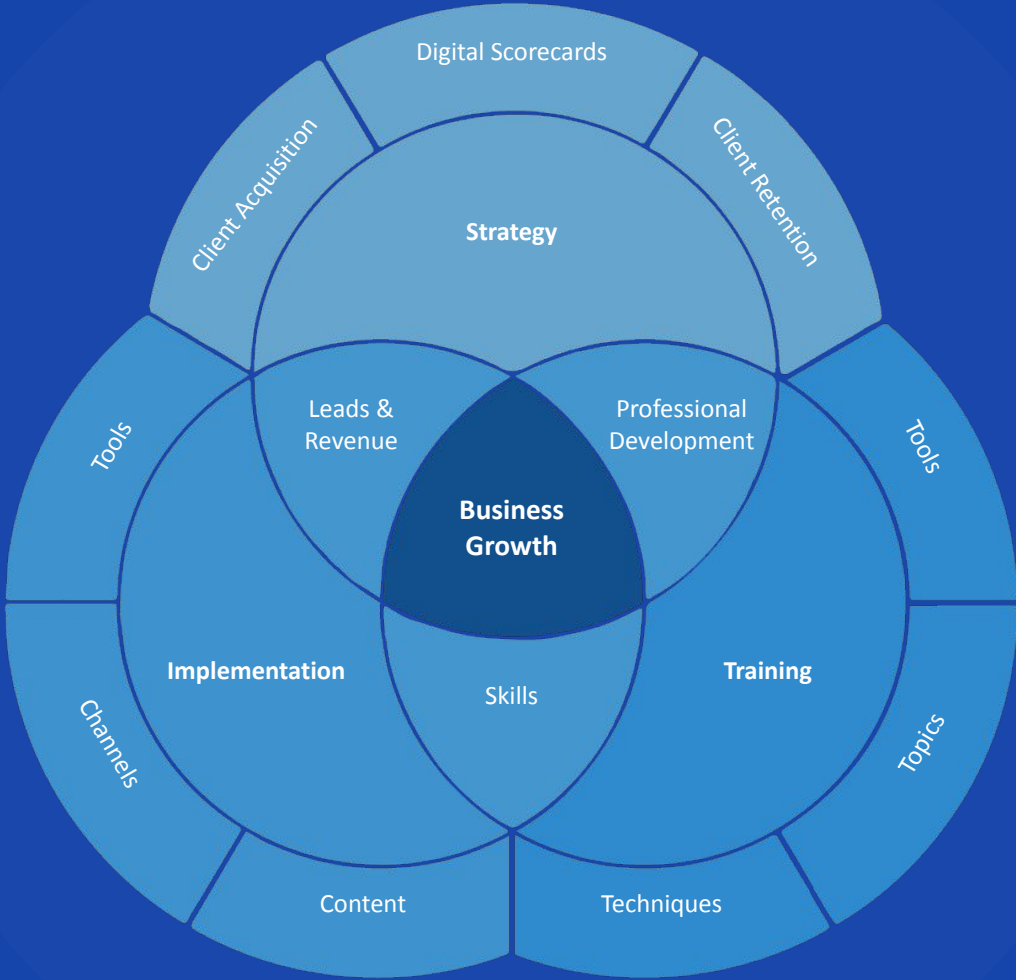 Digital Scorecards
Client Acquisition
Client Retention
Strategy
Leads &
Revenue
Professional
Development
Tools
Tools
Business
Growth
Implementation
Training
Skills
Channels
Topics
Content
Techniques